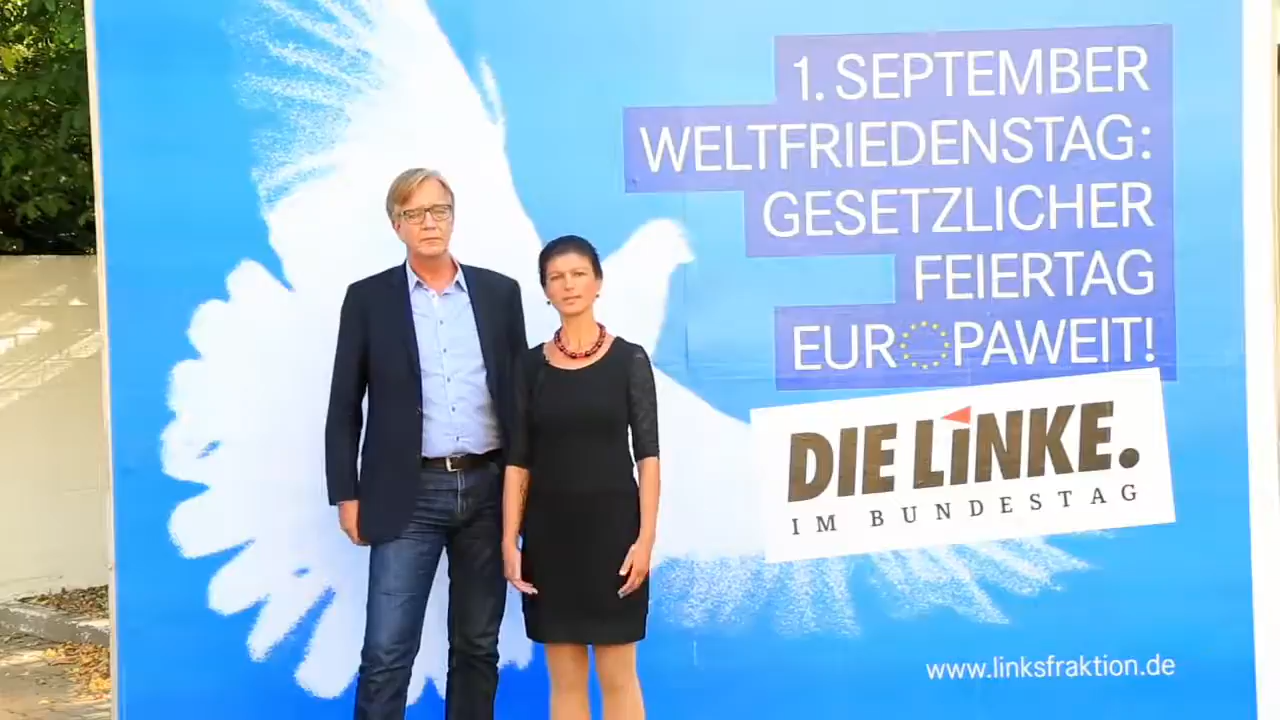 1. SEPTEMBER
WELTFRIEDENSTAG:
GESETZLICHER
FEIERTAG
EUROPAWEIT!
DIE LINKE.
IM BUNDESTAG
www.linksfraktion.de